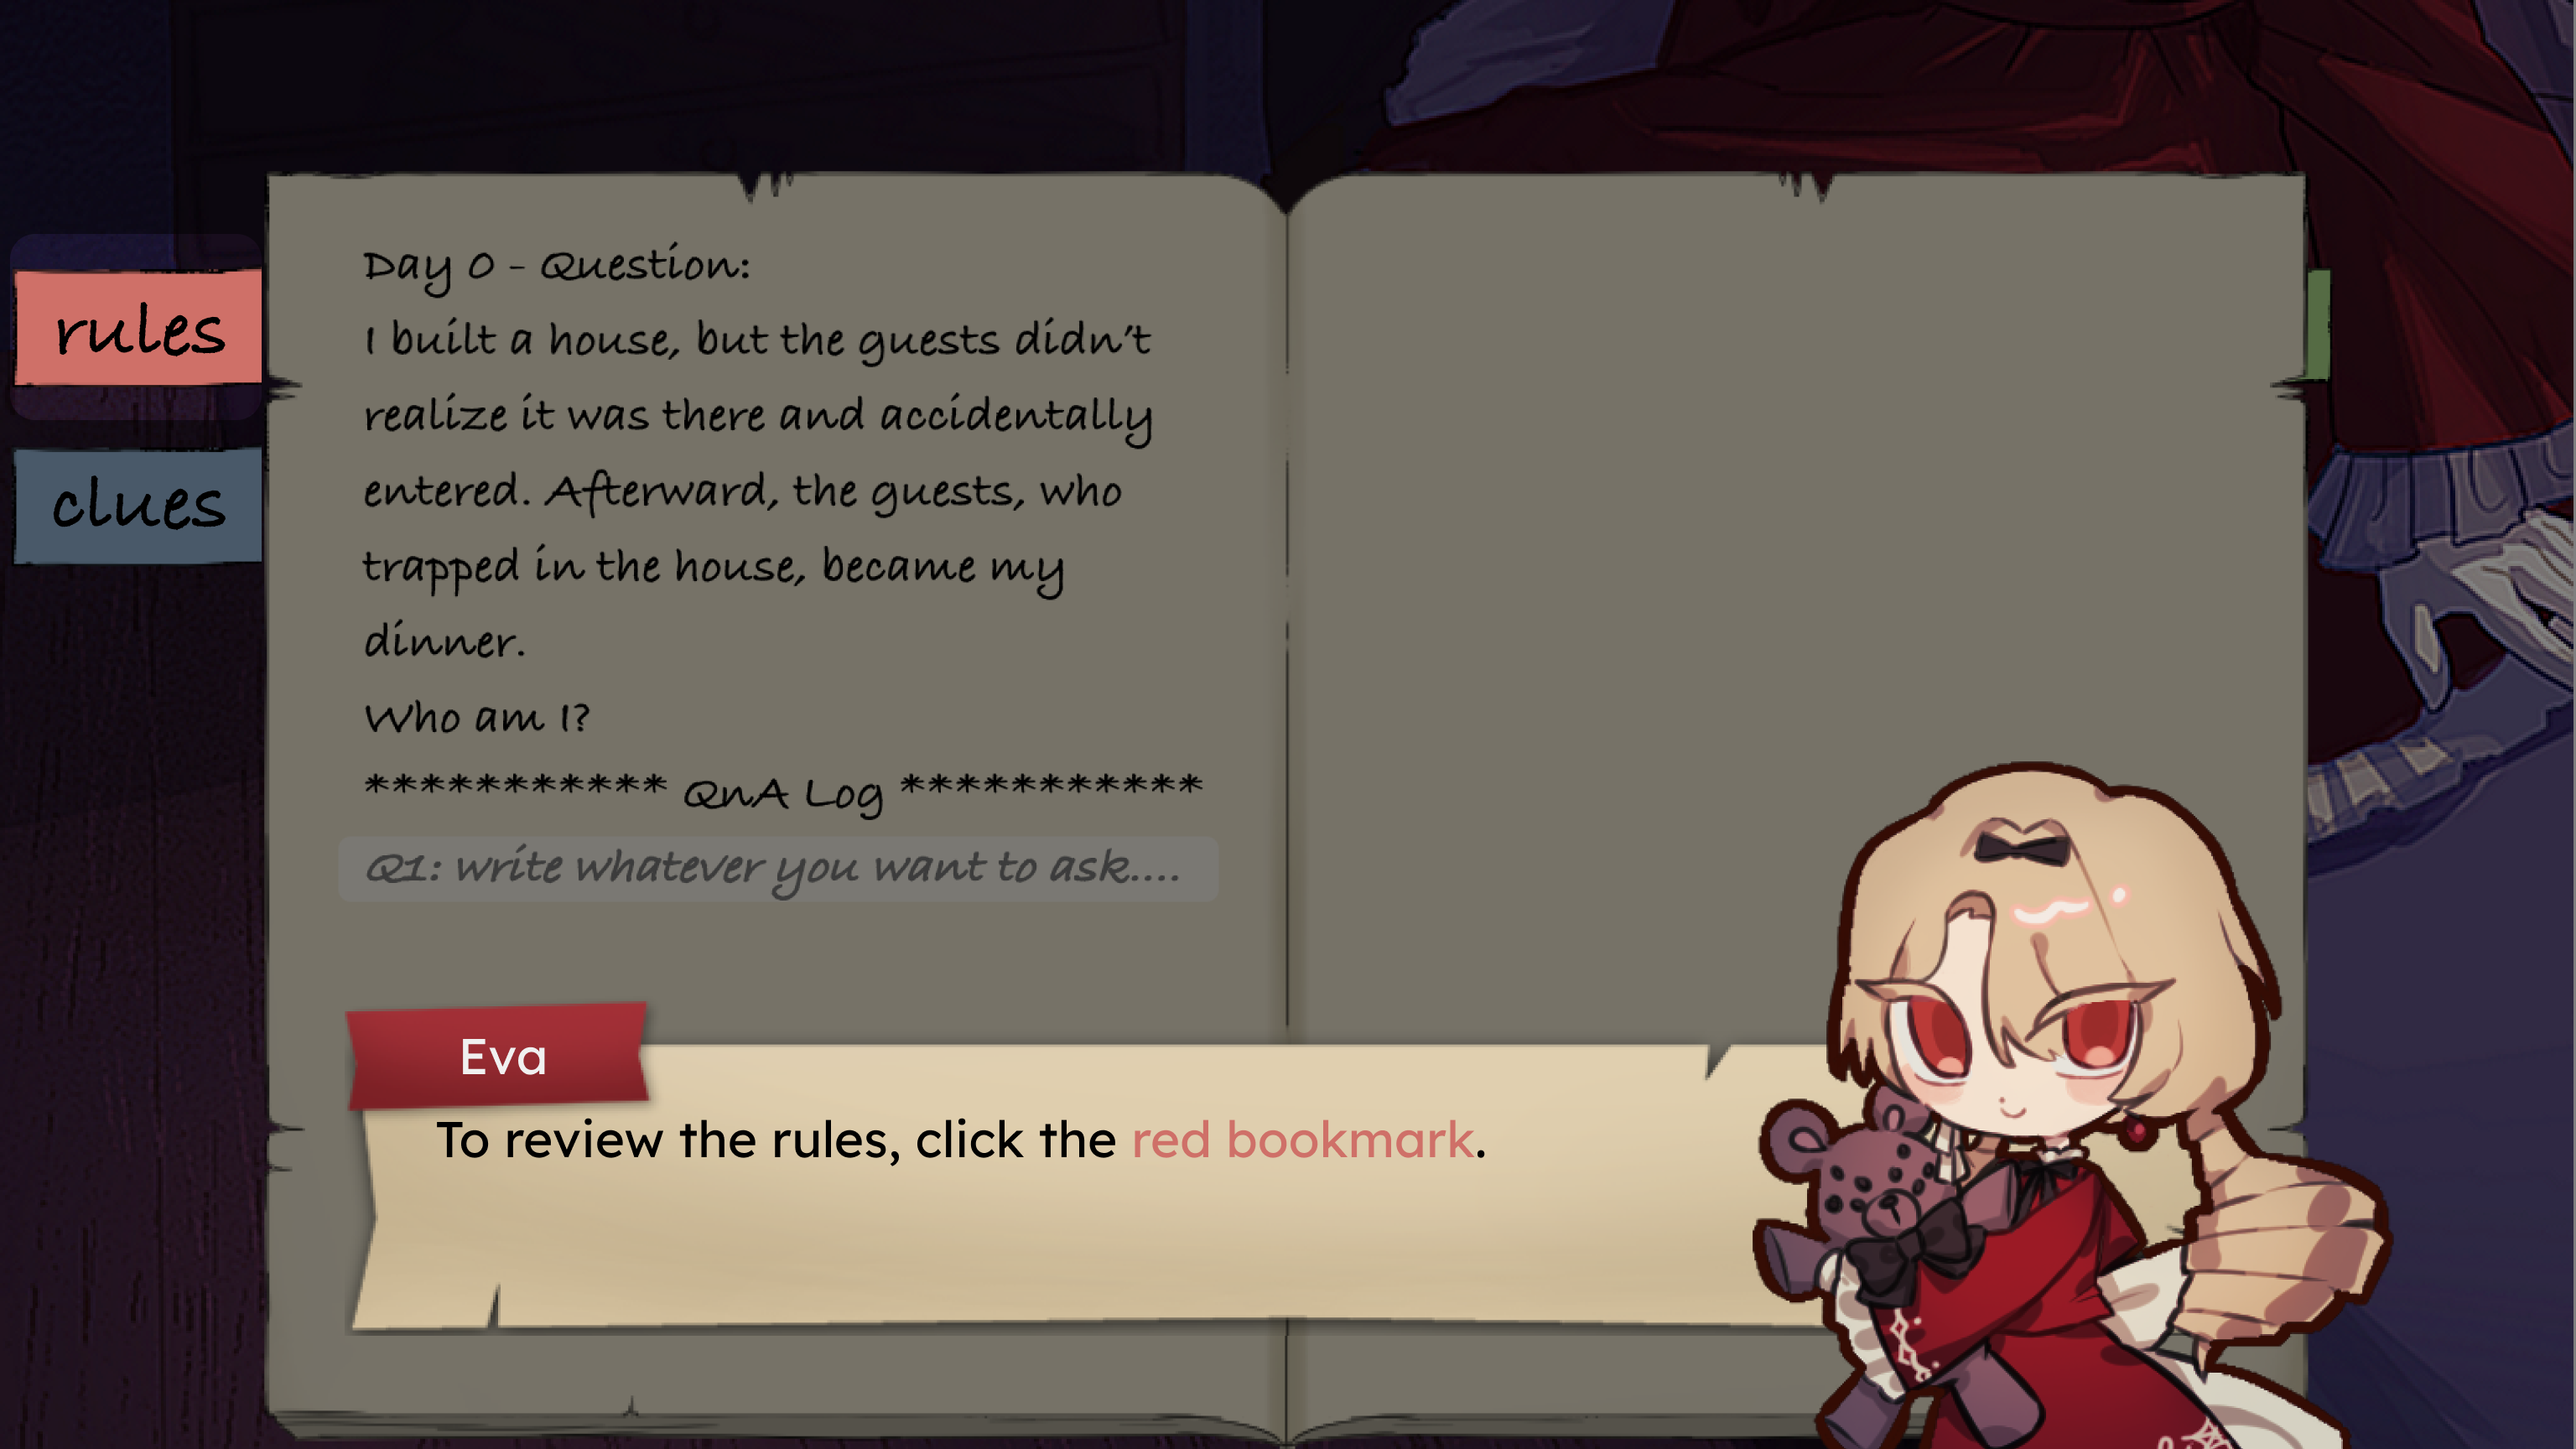 rules
clues
Day 0 - Question:
I built a house, but the guests didn't
realize it was there and accidentally
entered. Afterward, the guests, who
trapped in the house, became my
dinner.
Who am I?
*********** QnA Log ***********
Q1: write whatever you want to ask....
Eva
To review the rules, click the red bookmark.